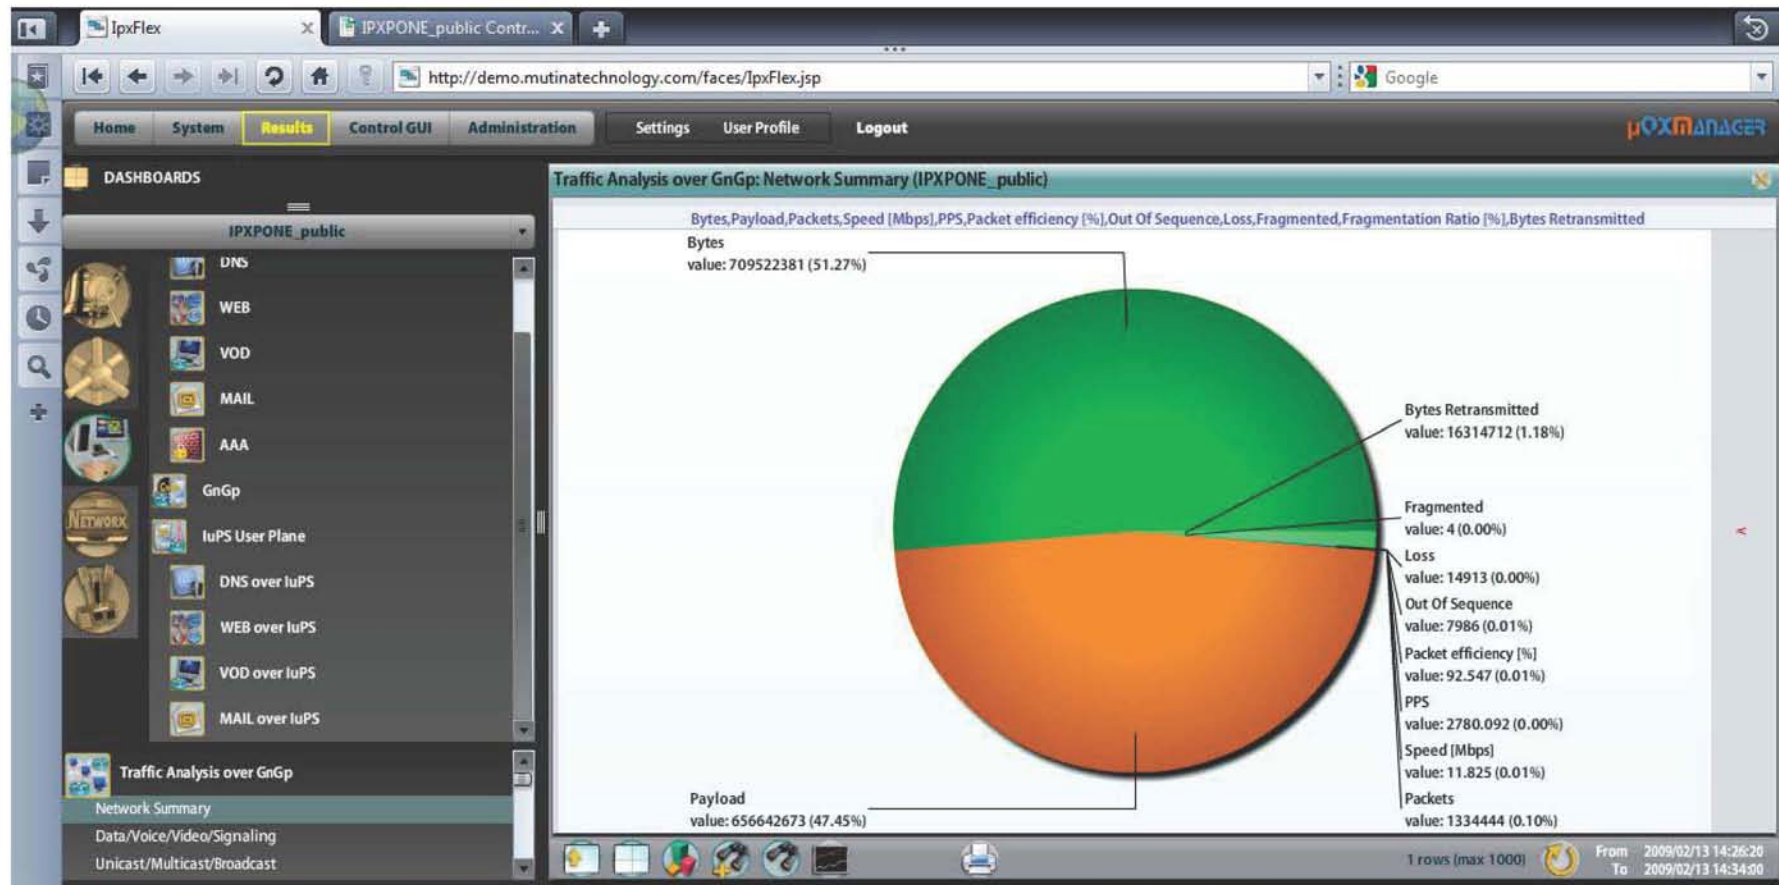 IpxFlex
IPXPONE_public Contr...
http://demo.mutinatechnology.com/faces/IpxFlex.jsp
Google
Home System Results Control GUI Administration Settings User Profile Logout
µOXMANAGER
DASHBOARDS
IPXPONE_public
DNS
WEB
VOD
MAIL
AAA
GnGp
IuPS User Plane
NETWORK
DNS over IuPS
WEB over IuPS
VOD over IuPS
MAIL over IuPS
Traffic Analysis over GnGp
Network Summary
Data/Voice/Video/Signaling
Unicast/Multicast/Broadcast
Traffic Analysis over GnGp: Network Summary (IPXPONE_public)
Bytes,Payload,Packets,Speed [Mbps],PPS,Packet efficiency [%],Out Of Sequence,Loss,Fragmented,Fragmentation Ratio [%],Bytes Retransmitted
Bytes
value: 709522381 (51.27%)
Bytes Retransmitted
value: 16314712 (1.18%)
Fragmented
value: 4 (0.00%)
Loss
value: 14913 (0.00%)
Out Of Sequence
value: 7986 (0.01%)
Packet efficiency [%]
value: 92.547 (0.01%)
PPS
value: 2780.092 (0.00%)
Speed [Mbps]
value: 11.825 (0.01%)
Packets
value: 1334444 (0.10%)
Payload
value: 656642673 (47.45%)
1 rows (max 1000)
From 2009/02/13 14:26:20
To 2009/02/13 14:34:00